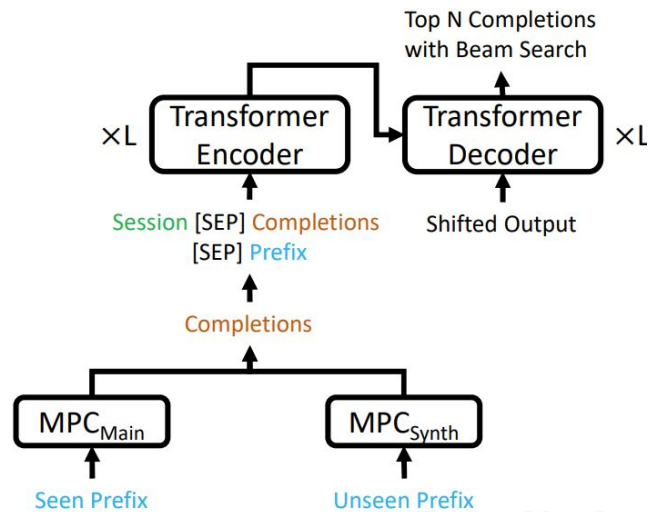 Top N Completions
with Beam Search
×L
Transformer
Encoder
Transformer
Decoder
×L
Session [SEP] Completions
[SEP] Prefix
Shifted Output
Completions
MPCMain
MPCSynth
Seen Prefix
Unseen Prefix